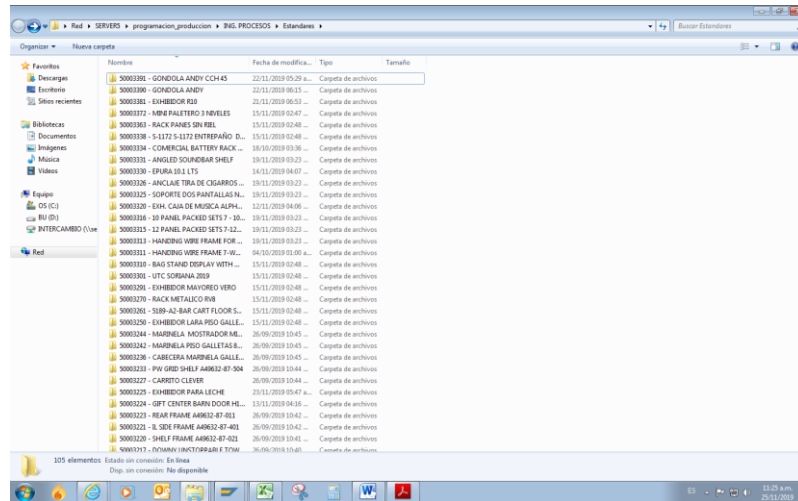 Red ▸ SERVER5 ▸ programacion_produccion ▸ ING. PROCESOS ▸ Estandares ▸
Buscar Estandares
Organizar Nueva carpeta
Nombre Fecha de modifica... Tipo Tamaño
Favoritos
Descargas
Escritorio
Sitios recientes
Bibliotecas
Documentos
Imágenes
Música
Videos
Equipo
OS (C:)
BU (D:)
INTERCAMBIO (\\se
Red
50003391 - GONDOLA ANDY CCH 45 22/11/2019 05:29 a... Carpeta de archivos
50003390 - GONDOLA ANDY 22/11/2019 06:15 ... Carpeta de archivos
50003381 - EXHIBIDOR R10 21/11/2019 06:53 ... Carpeta de archivos
50003372 - MINI PALETERO 3 NIVELES 15/11/2019 02:47 ... Carpeta de archivos
50003363 - RACK PANES SIN RIEL 15/11/2019 02:48 ... Carpeta de archivos
50003338 - S-1172 S-1172 ENTREPAÑO D... 15/11/2019 02:48 ... Carpeta de archivos
50003334 - COMERCIAL BATTERY RACK ... 18/10/2019 03:36 ... Carpeta de archivos
50003331 - ANGLED SOUNDBAR SHELF 19/11/2019 03:23 ... Carpeta de archivos
50003330 - EPURA 10.1 LTS 14/11/2019 04:07 ... Carpeta de archivos
50003326 - ANCLAJE TIRA DE CIGARROS ... 19/11/2019 03:23 ... Carpeta de archivos
50003325 - SOPORTE DOS PANTALLAS N... 19/11/2019 03:23 ... Carpeta de archivos
50003320 - EXH. CAJA DE MUSICA ALPH... 12/11/2019 04:06 ... Carpeta de archivos
50003316 - 10 PANEL PACKED SETS 7 - 10... 19/11/2019 03:23 ... Carpeta de archivos
50003315 - 12 PANEL PACKED SETS 7-12... 19/11/2019 03:23 ... Carpeta de archivos
50003313 - HANDING WIRE FRAME FOR ... 19/11/2019 03:23 ... Carpeta de archivos
50003311 - HANDING WIRE FRAME 7-W... 04/10/2019 01:00 a... Carpeta de archivos
50003310 - BAG STAND DISPLAY WITH ... 15/11/2019 02:48 ... Carpeta de archivos
50003301 - UTC SORIANA 2019 15/11/2019 02:48 ... Carpeta de archivos
50003291 - EXHIBIDOR MAYOREO VERO 15/11/2019 02:48 ... Carpeta de archivos
50003270 - RACK METALICO RV8 15/11/2019 02:48 ... Carpeta de archivos
50003261 - 5189-A2-BAR CART FLOOR S... 15/11/2019 02:48 ... Carpeta de archivos
50003250 - EXHIBIDOR LARA PISO GALLE... 15/11/2019 02:48 ... Carpeta de archivos
50003244 - MARINELA MOSTRADOR MI... 26/09/2019 10:45 ... Carpeta de archivos
50003242 - MARINELA PISO GALLETAS 8... 26/09/2019 10:45 ... Carpeta de archivos
50003236 - CABECERA MARINELA GALLE... 26/09/2019 10:45 ... Carpeta de archivos
50003233 - PW GRID SHELF A49632-87-504 26/09/2019 10:44 ... Carpeta de archivos
50003227 - CARRITO CLEVER 26/09/2019 10:44 ... Carpeta de archivos
50003225 - EXHIBIDOR PARA LECHE 23/11/2019 05:47 a... Carpeta de archivos
50003224 - GIFT CENTER BARN DOOR H1... 13/11/2019 04:16 ... Carpeta de archivos
50003223 - REAR FRAME A49632-87-011 26/09/2019 10:42 ... Carpeta de archivos
50003221 - IL SIDE FRAME A49632-87-401 26/09/2019 10:42 ... Carpeta de archivos
50003220 - SHELF FRAME A49632-87-021 26/09/2019 10:41 ... Carpeta de archivos
50003217 - DOWNY UNSTOPPABLE TOW... 26/09/2019 10:40 ... Carpeta de archivos
105 elementos Estado sin conexión: En línea
Disp. sin conexión: No disponible
ES 11:25 a.m.
25/11/2019